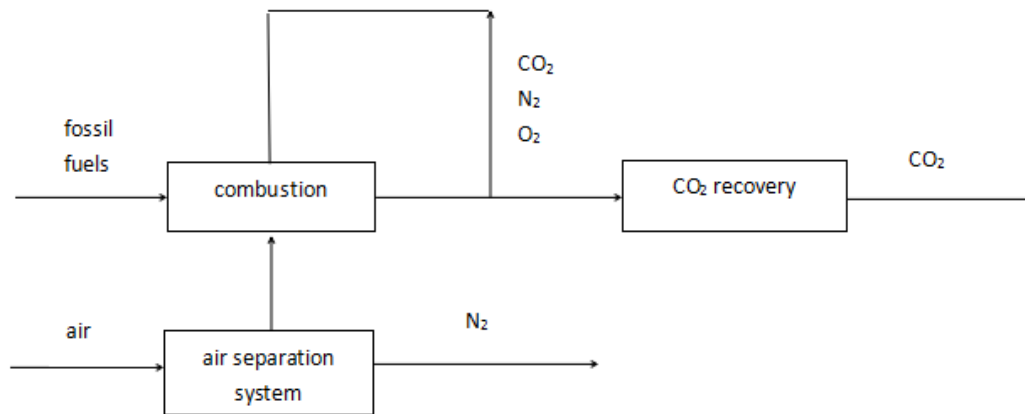 CO₂
N₂
O₂
fossil
fuels
combustion
CO₂ recovery
CO₂
air
air separation
system
N₂